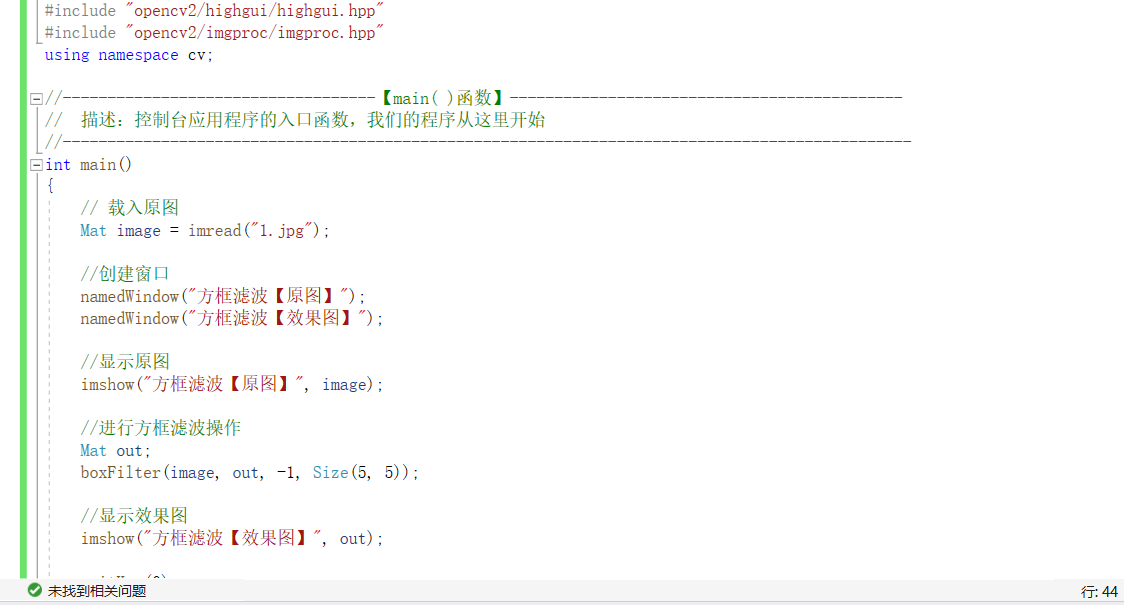 #include "opencv2/highgui/highgui.hpp"
#include "opencv2/imgproc/imgproc.hpp"
using namespace cv;
//-----------------------------------【main( )函数】--------------------------------------------
// 描述：控制台应用程序的入口函数，我们的程序从这里开始
//-----------------------------------------------------------------------------------------------
int main()
{
// 载入原图
Mat image = imread("1.jpg");
//创建窗口
namedWindow("方框滤波【原图】");
namedWindow("方框滤波【效果图】");
//显示原图
imshow("方框滤波【原图】", image);
//进行方框滤波操作
Mat out;
boxFilter(image, out, -1, Size(5, 5));
//显示效果图
imshow("方框滤波【效果图】", out);
未找到相关问题
行: 44